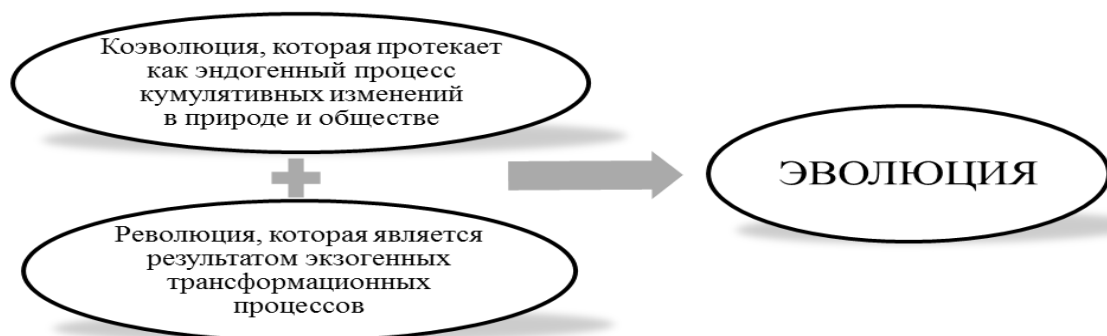 Коэволюция, которая протекает
как эндогенный процесс
кумулятивных изменений
в природе и обществе
Революция, которая является
результатом экзогенных
трансформационных
процессов
ЭВОЛЮЦИЯ